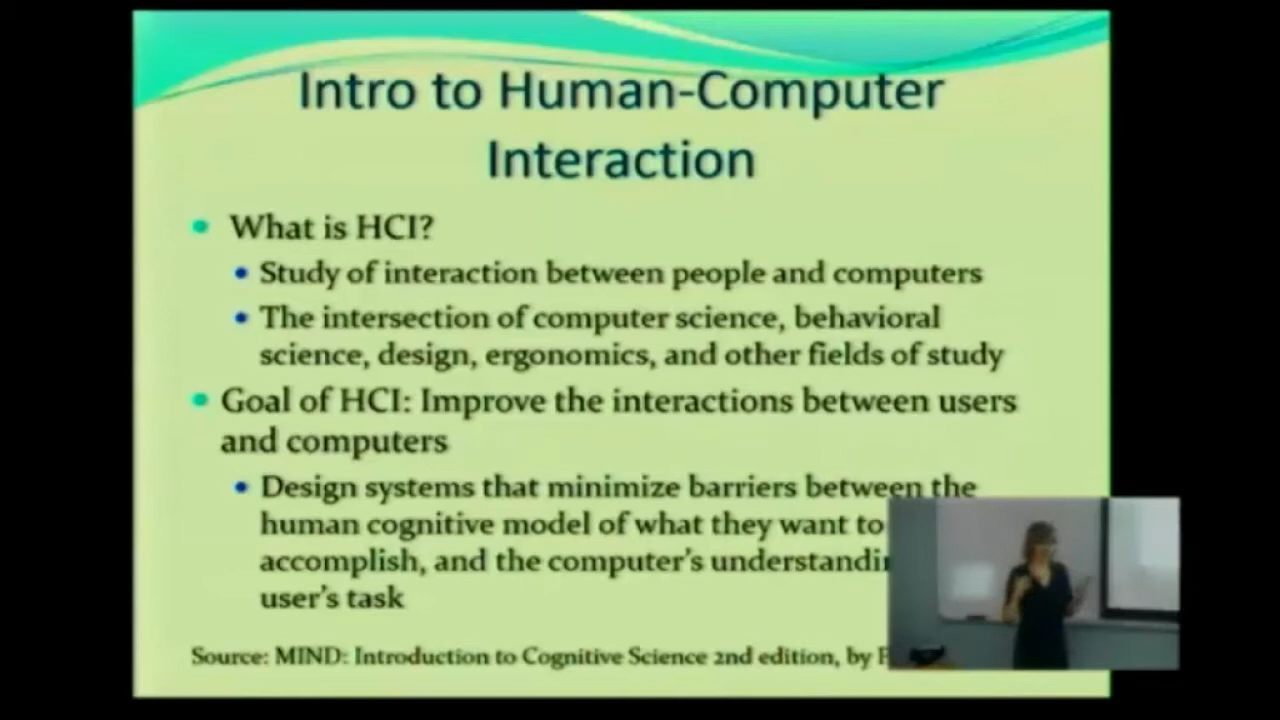 Intro to Human-Computer
Interaction
What is HCI?
Study of interaction between people and computers
The intersection of computer science, behavioral
science, design, ergonomics, and other fields of study
Goal of HCI: Improve the interactions between users
and computers
Design systems that minimize barriers between the
human cognitive model of what they want to
accomplish, and the computer's
user's task
Source: MIND: Introduction to Cognitive Science 2nd edition, by